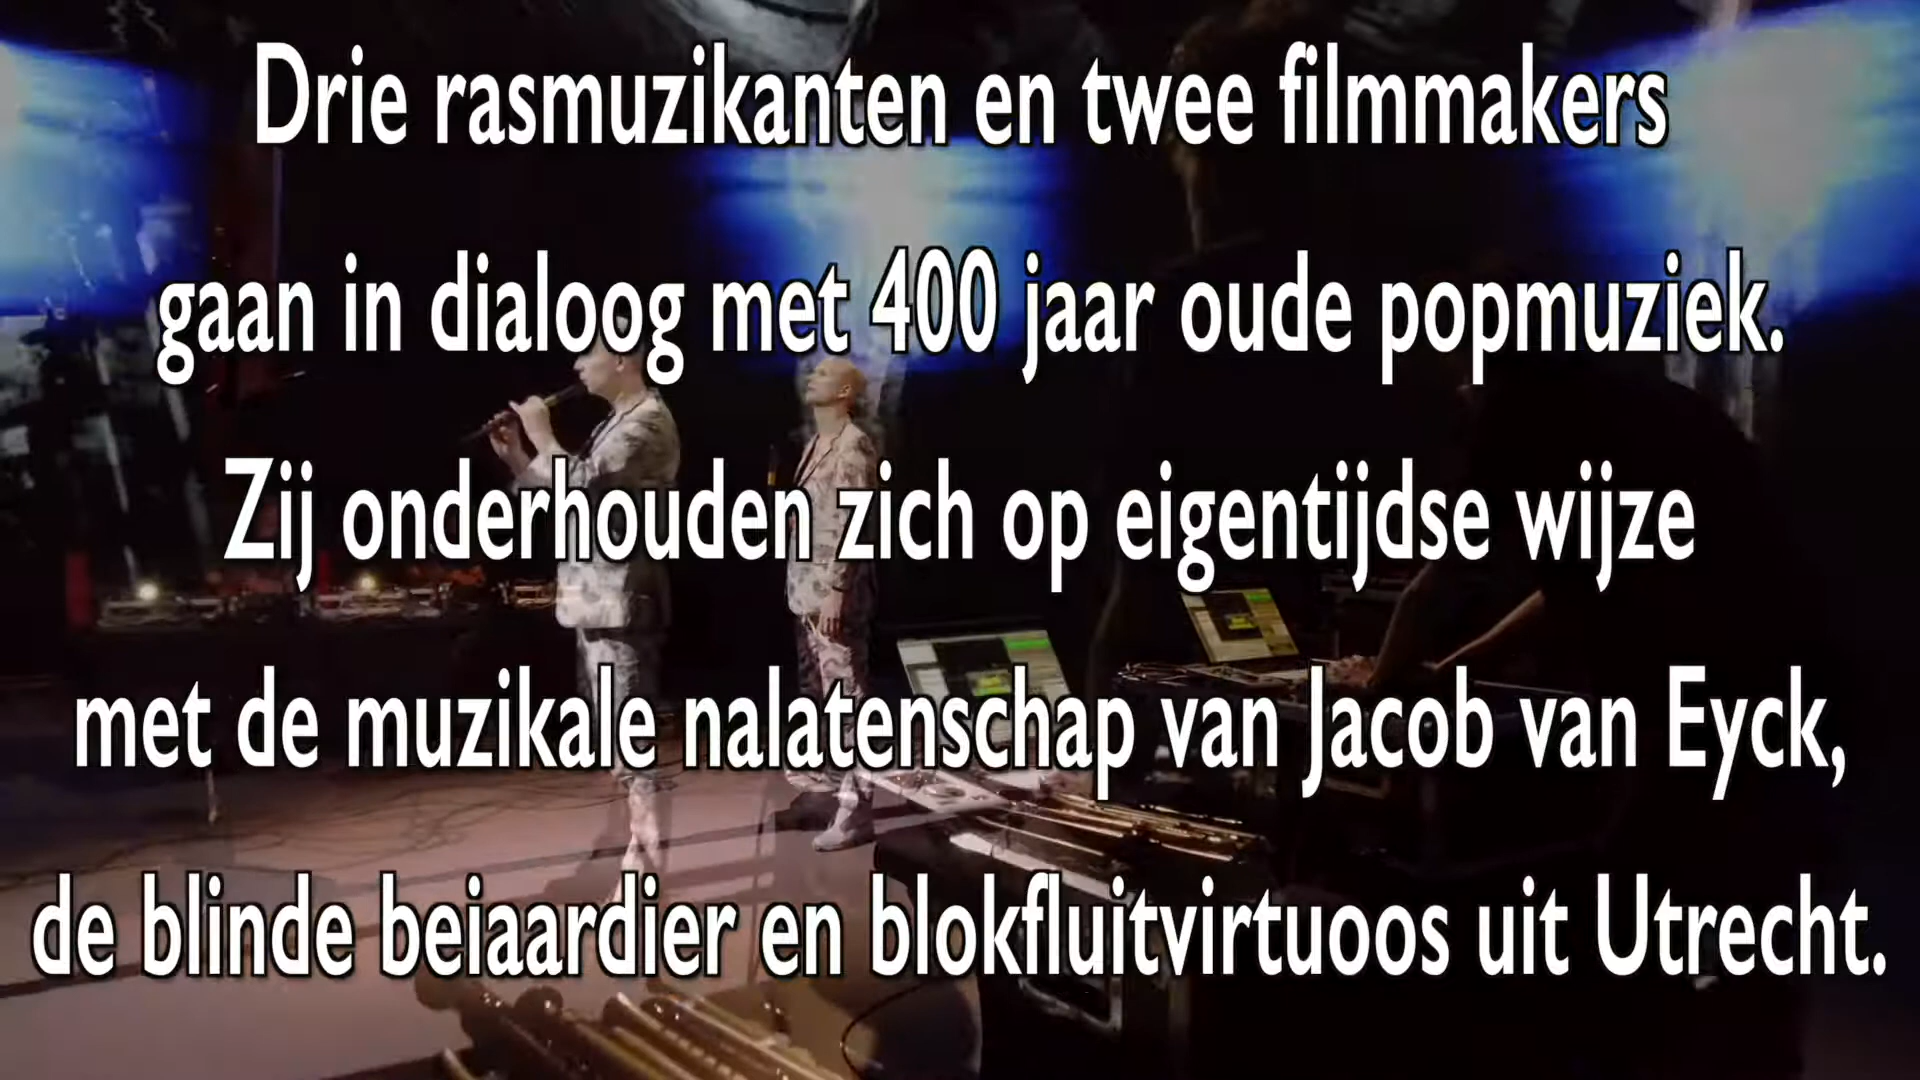 Drie rasmuzikanten en twee filmmakers
gaan in dialoog met 400 jaar oude popmuziek.
Zij onderhouden zich op eigentijdse wijze
met de muzikale nalatenschap van Jacob van Eyck,
de blinde beiaardier en blokfluitvirtuoos uit Utrecht.